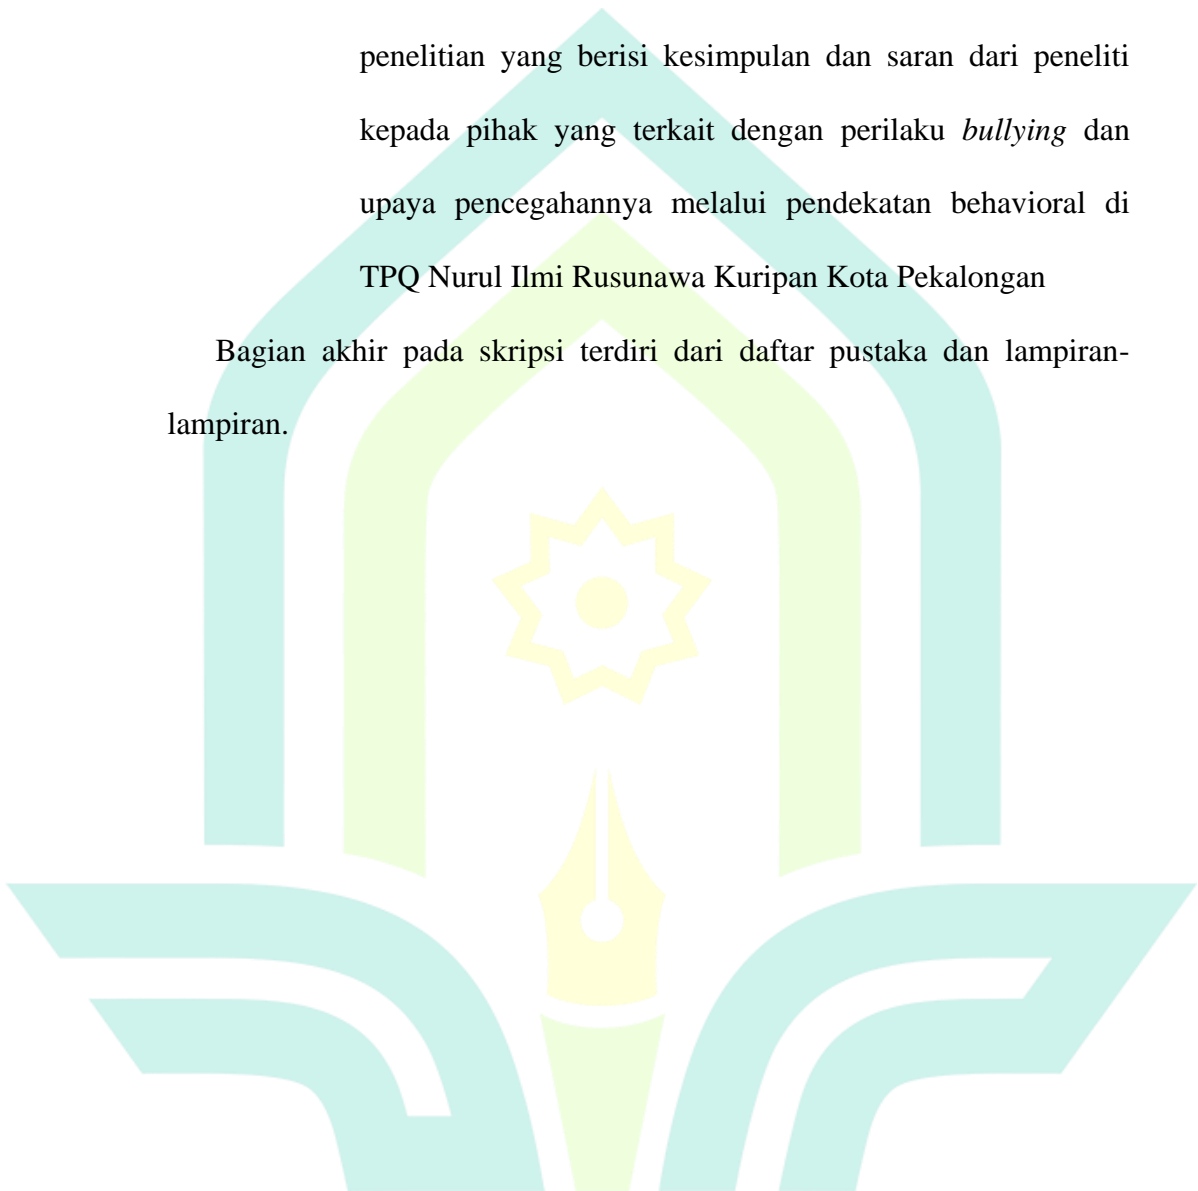 penelitian yang berisi kesimpulan dan saran dari peneliti
kepada pihak yang terkait dengan perilaku bullying dan
upaya pencegahannya melalui pendekatan behavioral di
TPQ Nurul Ilmi Rusunawa Kuripan Kota Pekalongan
Bagian akhir pada skripsi terdiri dari daftar pustaka dan lampiran-
lampiran.